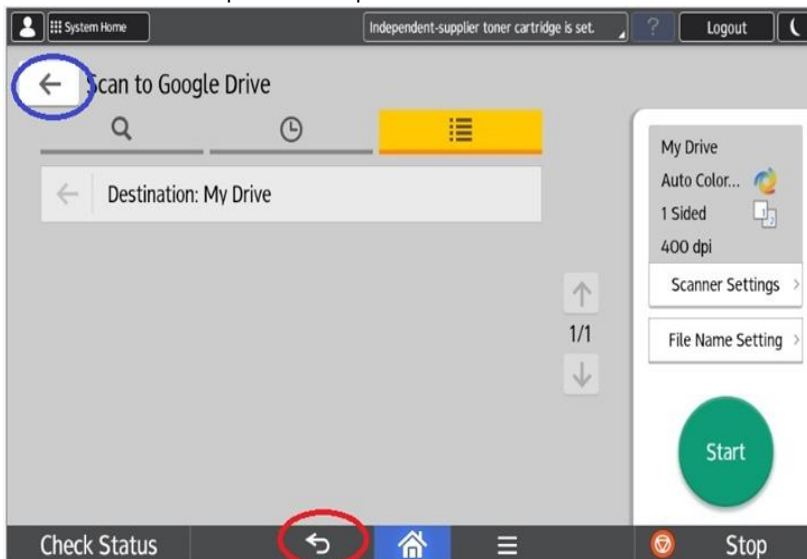 System Home
Independent-supplier toner cartridge is set.
?
Logout
Scan to Google Drive
Destination: My Drive
1/1
My Drive
Auto Color...
1 Sided
400 dpi
Scanner Settings
File Name Setting
Start
Check Status
Stop